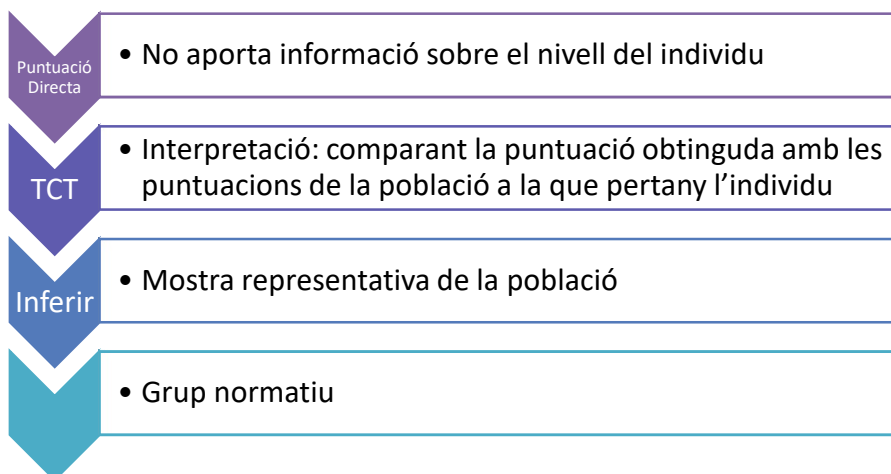 Puntuació
Directa
• No aporta informació sobre el nivell del individu
TCT
• Interpretació: comparant la puntuació obtinguda amb les
puntuacions de la població a la que pertany l’individu
Inferir
• Mostra representativa de la població
• Grup normatiu